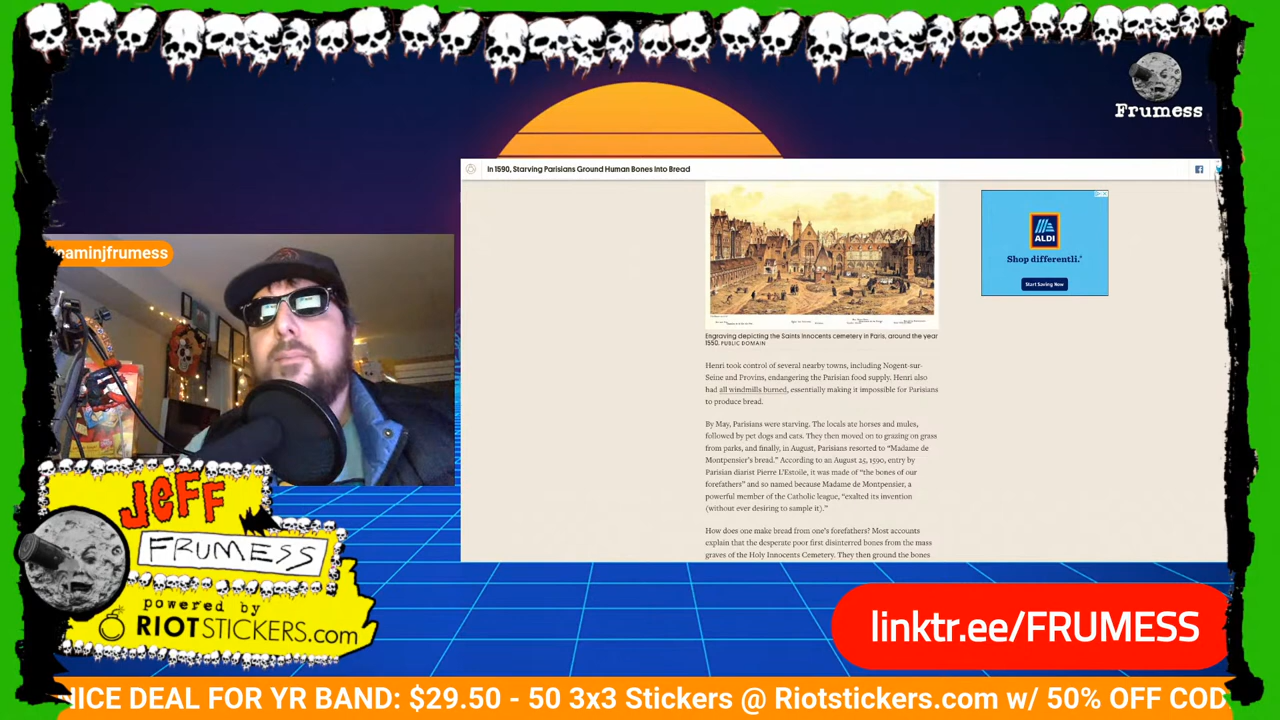 Frumess
In 1590, Starving Parisians Ground Human Bones Into Bread
eaminjfrumess
ALDI
Shop differentli.
Start Saving Now
Engraving depicting the Saints Innocents cemetery in Paris, around the year
1550. PUBLIC DOMAIN
Henri took control of several nearby towns, including Nogent-sur-
Seine and Provins, endangering the Parisian food supply. Henri also
had all windmills burned, essentially making it impossible for Parisians
to produce bread.
By May, Parisians were starving. The locals ate horses and mules,
followed by pet dogs and cats. They then moved on to grazing on grass
from parks, and finally, in August, Parisians resorted to “Madame de
Montpensier’s bread.” According to an August 25, 1590, entry by
Parisian diarist Pierre L’Estoile, it was made of “the bones of our
forefathers” and so named because Madame de Montpensier, a
powerful member of the Catholic league, “exalted its invention
(without ever desiring to sample it).”
How does one make bread from one’s forefathers? Most accounts
explain that the desperate poor first disinterred bones from the mass
graves of the Holy Innocents Cemetery. They then ground the bones
JEFF
FRUMESS
powered by
RIOTSTICKERS.com
linktr.ee/FRUMESS
NICE DEAL FOR YR BAND: $29.50 - 50 3x3 Stickers @ Riotstickers.com w/ 50% OFF COD